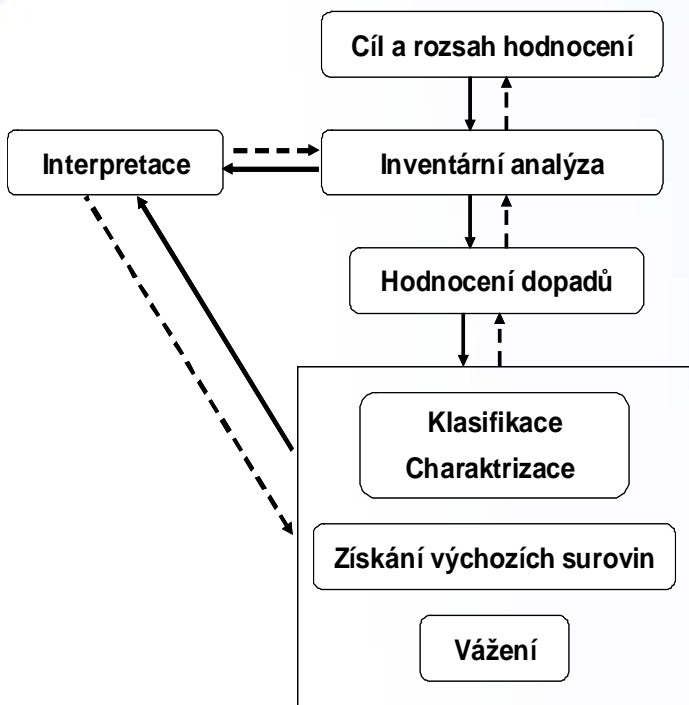 Cíl a rozsah hodnocení
Interpretace
Inventární analýza
Hodnocení dopadů
Klasifikace
Charaktrizace
Získání výchozích surovin
Vážení